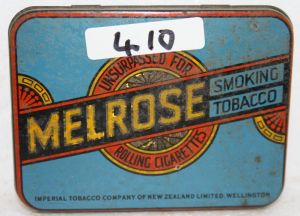 410
UNSURPASSED FOR
MELROSE
SMOKING
TOBACCO
ROLLING CIGARETTES
IMPERIAL TOBACCO COMPANY OF NEW ZEALAND LIMITED. WELLINGTON